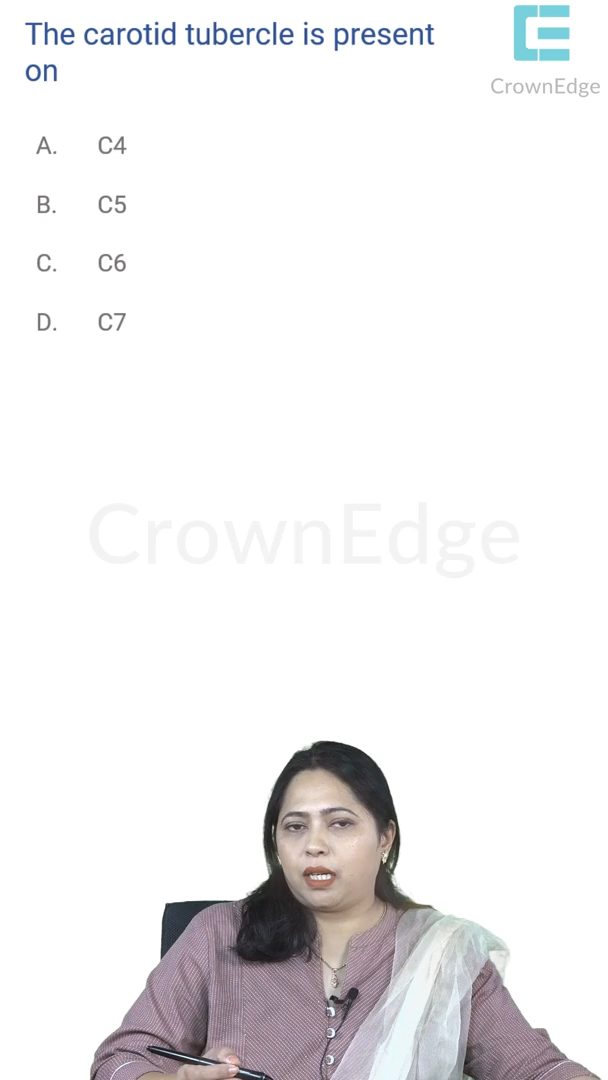 The carotid tubercle is present
on
CrownEdge
A. C4
B. C5
C. C6
D. C7
CrownEdge